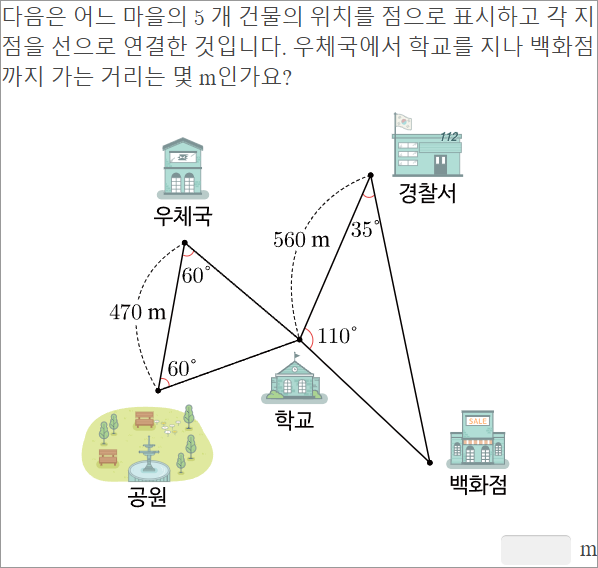 다음은 어느 마을의 5 개 건물의 위치를 점으로 표시하고 각 지
점을 선으로 연결한 것입니다. 우체국에서 학교를 지나 백화점
까지 가는 거리는 몇 m인가요?
112
경찰서
우체국
560 m
35°
60°
470 m
110°
60°
학교
SALE
백화점
공원
m